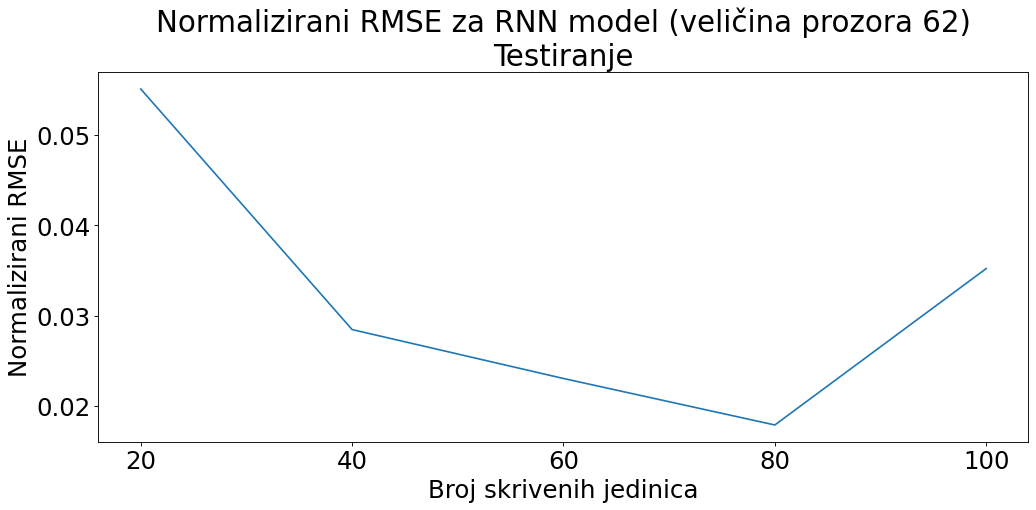 Normalizirani RMSE za RNN model (veličina prozora 62)
Testiranje
Normalizirani RMSE
0.05
0.04
0.03
0.02
20 40 60 80 100
Broj skrivenih jedinica